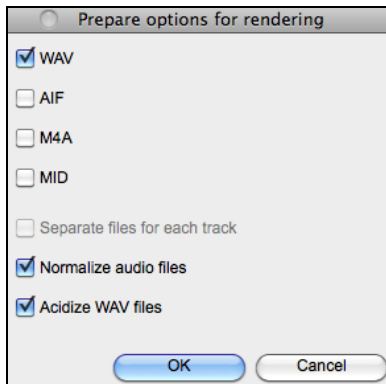 Prepare options for rendering
WAV
AIF
M4A
MID
Separate files for each track
Normalize audio files
Acidize WAV files
OK
Cancel